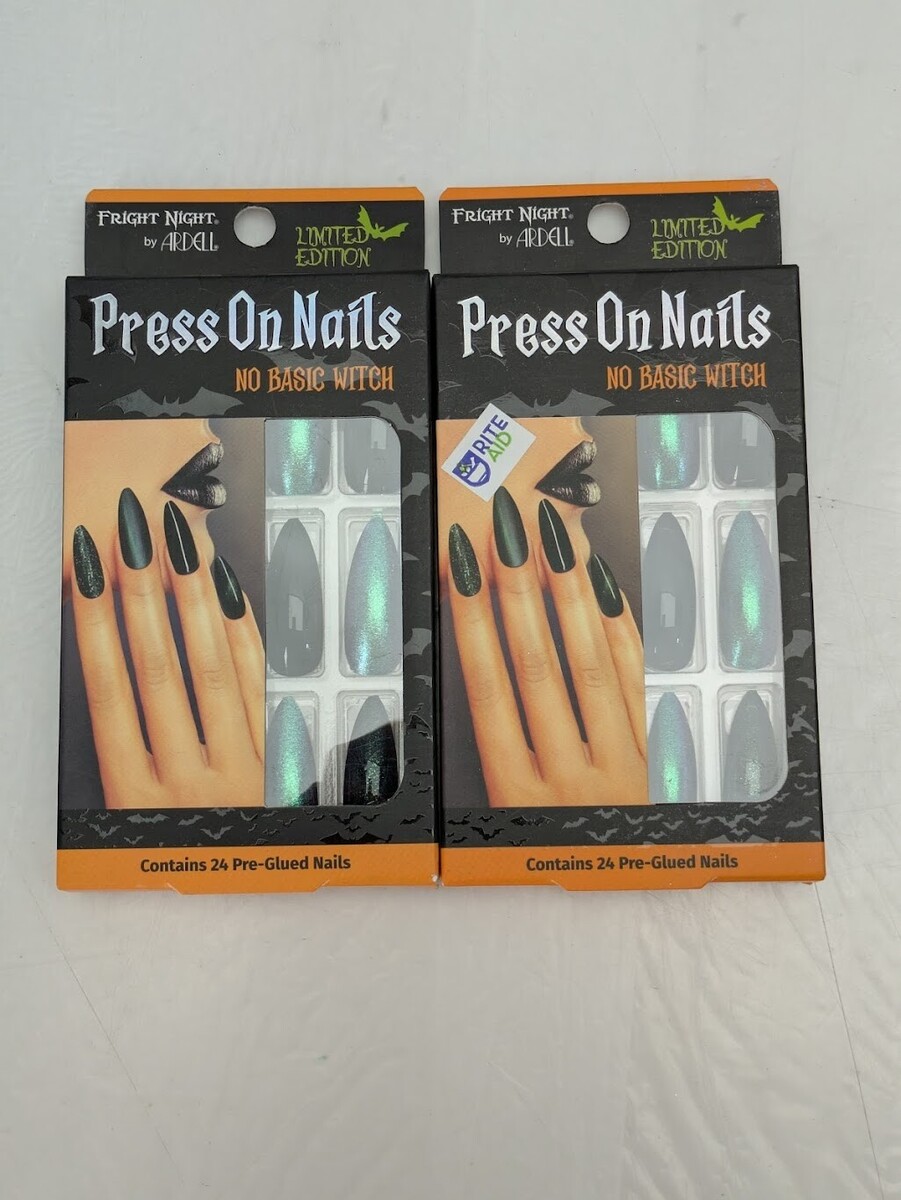 FRIGHT NIGHT®
by ARDELL®
LIMITED
EDITION
Press On Nails
NO BASIC WITCH
Contains 24 Pre-Glued Nails
FRIGHT NIGHT®
by ARDELL®
LIMITED
EDITION
Press On Nails
NO BASIC WITCH
RITE
AID
Contains 24 Pre-Glued Nails